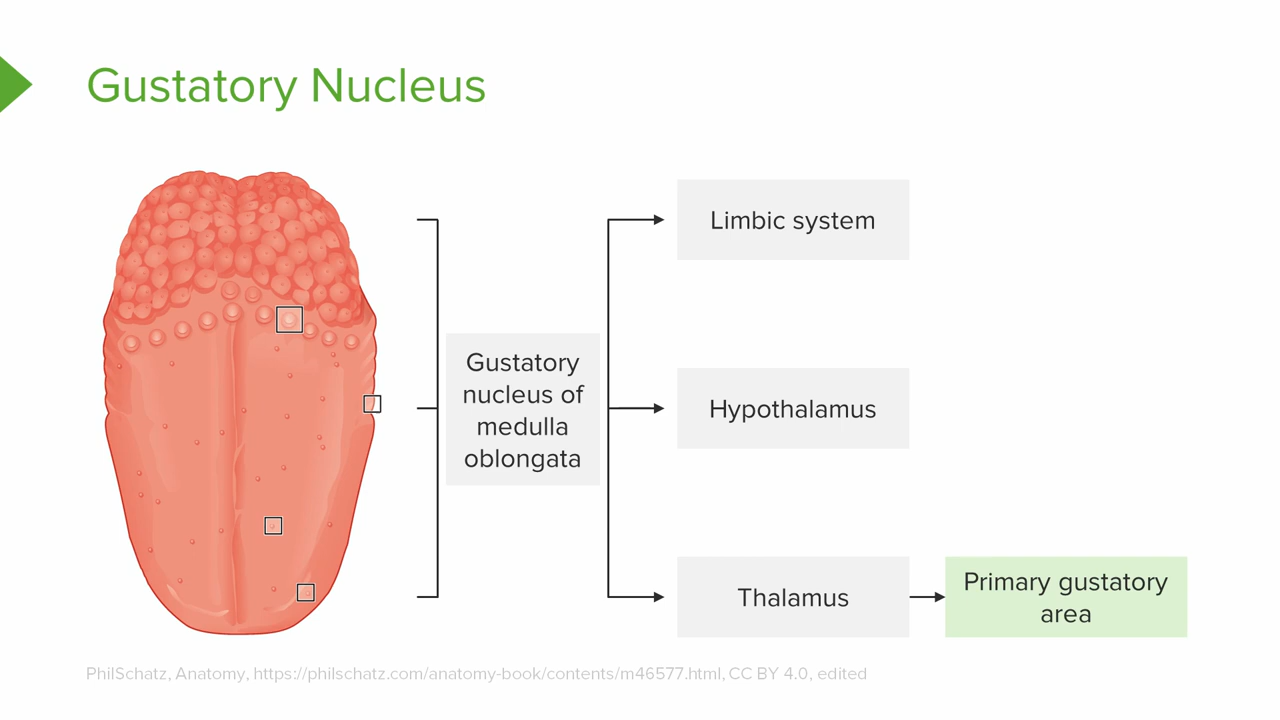 Gustatory Nucleus
Gustatory
nucleus of
medulla
oblongata
Limbic system
Hypothalamus
Thalamus
Primary gustatory
area
PhilSchatz, Anatomy, https://philschatz.com/anatomy-book/contents/m46577.html, CC BY 4.0, edited